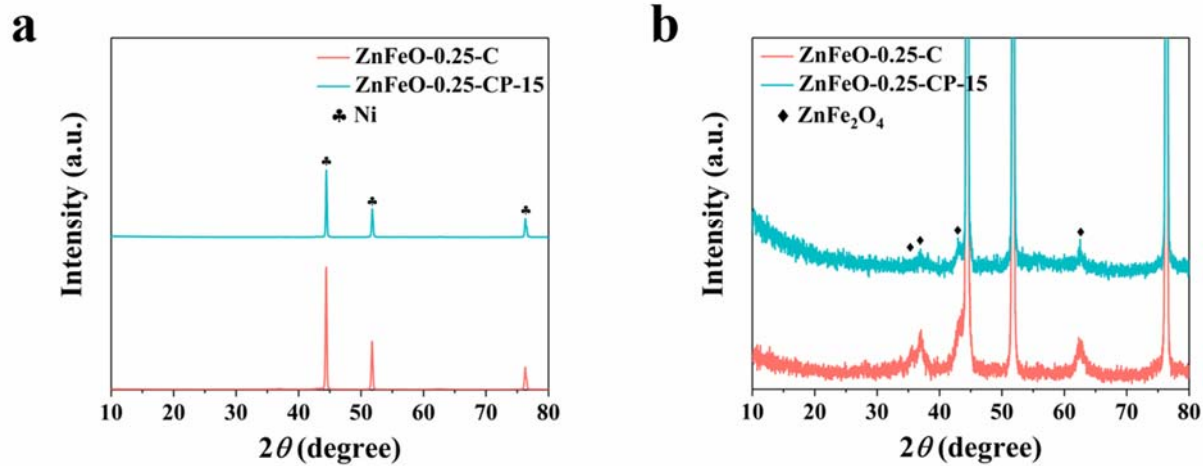 a
ZnFeO-0.25-C
ZnFeO-0.25-CP-15
♣ Ni
♣
♣
♣
Intensity (a.u.)
10 20 30 40 50 60 70 80
2θ (degree)
b
ZnFeO-0.25-C
ZnFeO-0.25-CP-15
♦ ZnFe₂O₄
♦ ♦ ♦ ♦
Intensity (a.u.)
10 20 30 40 50 60 70 80
2θ (degree)